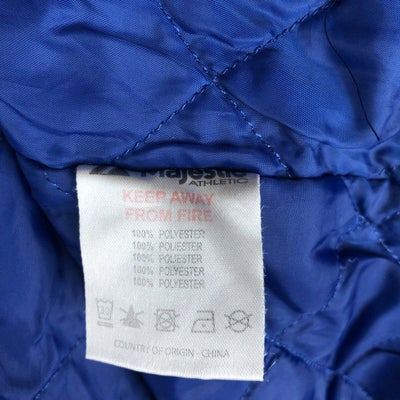 Majestic
ATHLETIC
KEEP AWAY
FROM FIRE
100% POLYESTER
100% POLYESTER
100% POLYESTER
100% POLYESTER
100% POLYESTER
COUNTRY OF ORIGIN - CHINA